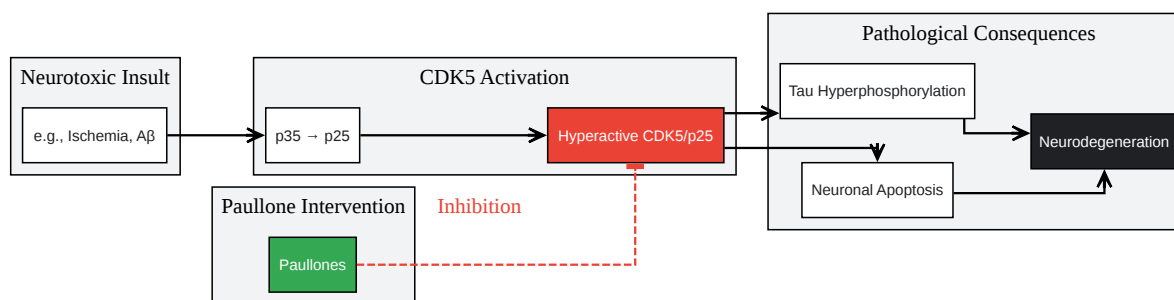 Neurotoxic Insult
e.g., Ischemia, Aβ
CDK5 Activation
p35 → p25
Hyperactive CDK5/p25
Pathological Consequences
Tau Hyperphosphorylation
Neurodegeneration
Neuronal Apoptosis
Paullone Intervention
Inhibition
Paullones